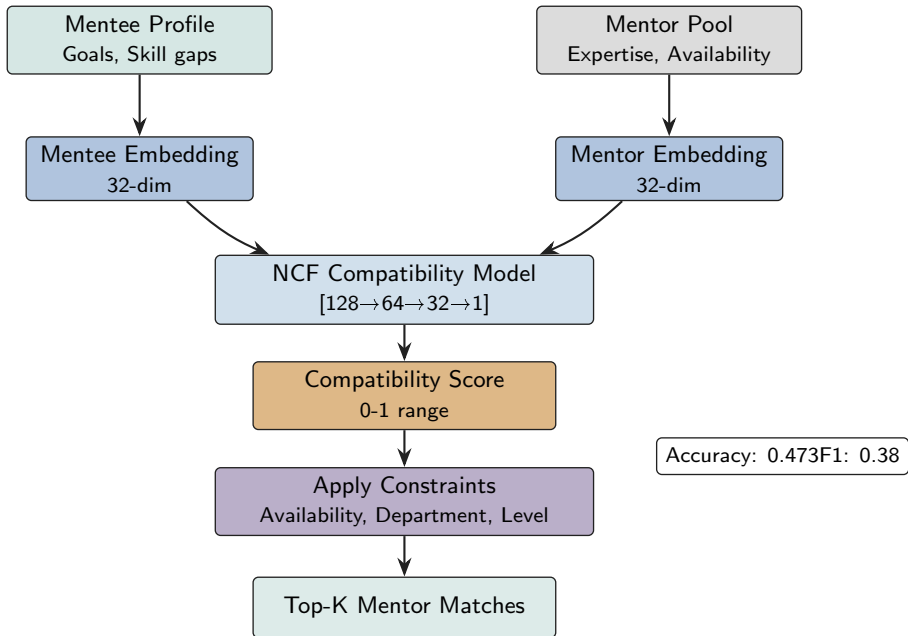 Mentee Profile
Goals, Skill gaps
Mentor Pool
Expertise, Availability
Mentee Embedding
32-dim
Mentor Embedding
32-dim
NCF Compatibility Model
[128→64→32→1]
Compatibility Score
0-1 range
Accuracy: 0.473F1: 0.38
Apply Constraints
Availability, Department, Level
Top-K Mentor Matches